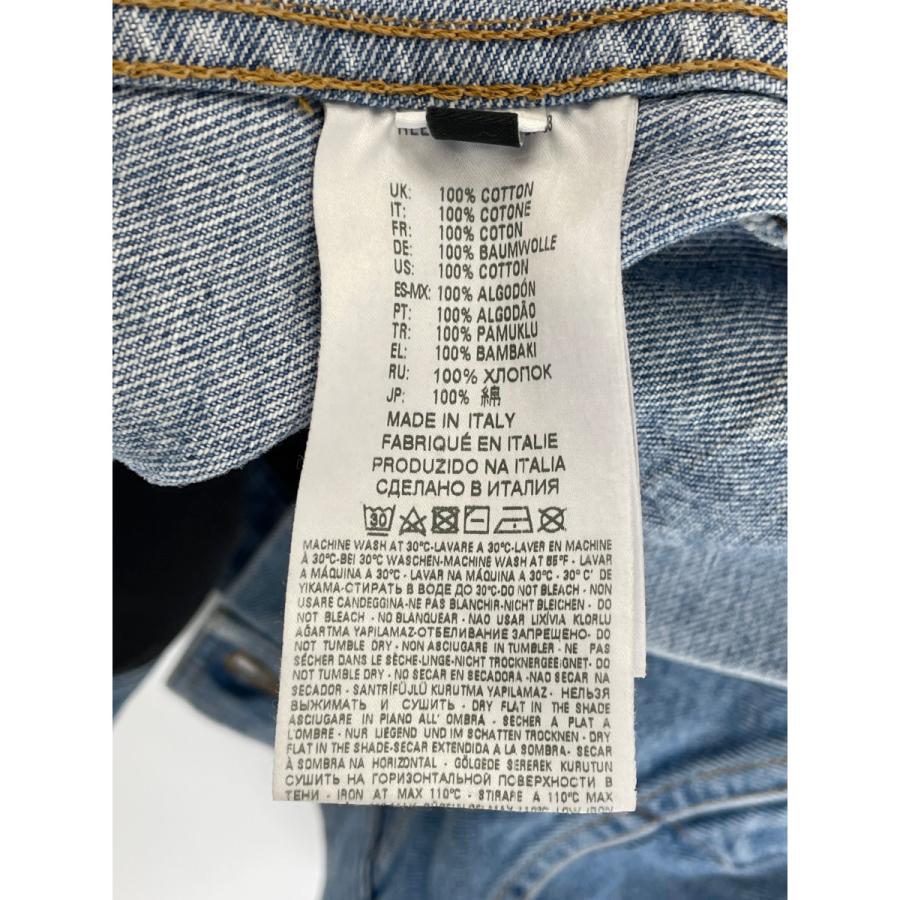 UK: 100% COTTON
IT: 100% COTONE
FR: 100% COTON
DE: 100% BAUMWOLLE
US: 100% COTTON
ES-MX: 100% ALGODÓN
PT: 100% ALGODÃO
TR: 100% PAMUKLU
EL: 100% BAMBAKI
RU: 100% ХЛОПОК
JP: 100% 綿
MADE IN ITALY
FABRIQUÉ EN ITALIE
PRODUZIDO NA ITALIA
СДЕЛАНО В ИТАЛИЯ
30
MACHINE WASH AT 30°C-LAVARE A 30°C-LAVER EN MACHINE
À 30°C-BEI 30°C WASCHEN-MACHINE WASH AT 85°F - LAVAR
A MÁQUINA A 30°C - LAVAR NA MÁQUINA A 30°C - 30° C' DE
YIKAMA-СТИРАТЬ В ВОДЕ ДО 30°C-DO NOT BLEACH - NON
USARE CANDEGGINA-NE PAS BLANCHIR-NICHT BLEICHEN - DO
NOT BLEACH - NO BLANQUEAR - NAO USAR LIXÍVIA KLORLU
AĞARTMA YAPILAMAZ-ОТБЕЛИВАНИЕ ЗАПРЕЩЕНО- DO
NOT TUMBLE DRY - NON ASCIUGARE IN TUMBLER - NE PAS
SÉCHER DANS LE SÈCHE-LINGE-NICHT TROCKNERGEEIGNET- DO
NOT TUMBLE DRY - NO SECAR EN SECADORA -NAO SECAR NA
SECADOR - SANTRİFÜJLÜ KURUTMA YAPILAMAZ - НЕЛЬЗЯ
ВЫЖИМАТЬ И СУШИТЬ - DRY FLAT IN THE SHADE
ASCIUGARE IN PIANO ALL' OMBRA - SÉCHER A PLAT A
L'OMBRE - NUR LIEGEND UND IM SCHATTEN TROCKNEN - DRY
FLAT IN THE SHADE-SECAR EXTENDIDA A LA SOMBRA- SECAR
À SOMBRA NA HORIZONTAL - GÖLGEDE SEREREK KURUTUN
СУШИТЬ НА ГОРИЗОНТАЛЬНОЙ ПОВЕРХНОСТИ В
ТЕНИ - IRON AT MAX 110°C - STIRARE A 110°C MAX